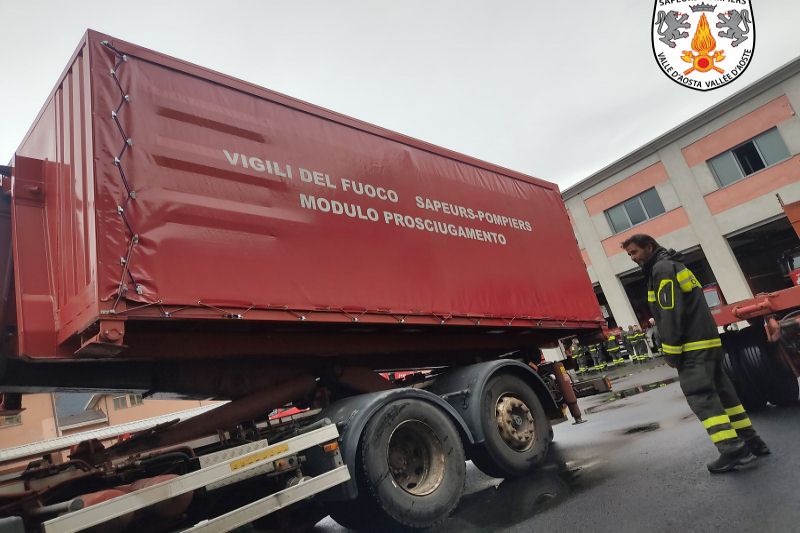 SAPEURS-POMPIERS
VALLE D'AOSTA VALLÉE D'AOSTE
VIGILI DEL FUOCO SAPEURS-POMPIERS
MODULO PROSCIUGAMENTO